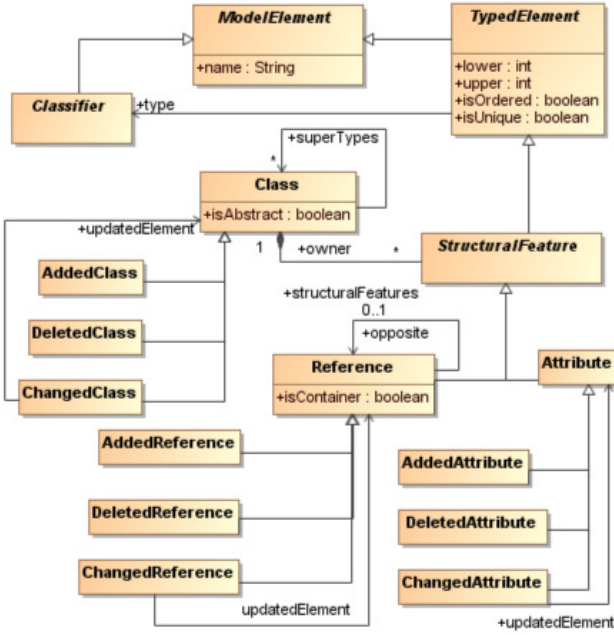 ModelElement
+name : String
TypedElement
+lower : int
+upper : int
+isOrdered : boolean
+isUnique : boolean
Classifier
+type
+superTypes
*
Class
+isAbstract : boolean
+updatedElement
1
+owner
*
StructuralFeature
AddedClass
+structuralFeatures
0..1
+opposite
DeletedClass
Reference
+isContainer : boolean
Attribute
ChangedClass
AddedReference
AddedAttribute
DeletedReference
DeletedAttribute
ChangedReference
ChangedAttribute
updatedElement
+updatedElement